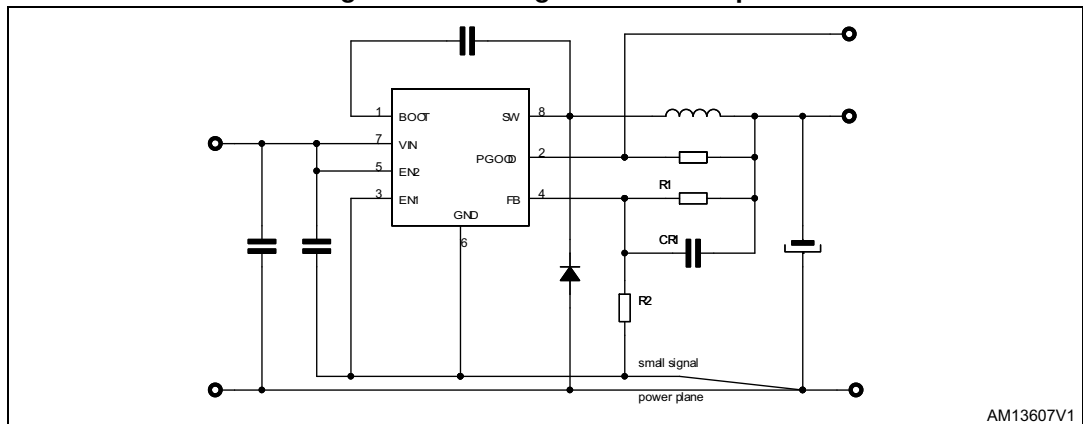 1 BOOT SW 8
7 VIN
PGOOD 2
5 EN2
R1
3 EN1 FB 4
GND
6
CR1
R2
small signal
power plane
AM13607V1